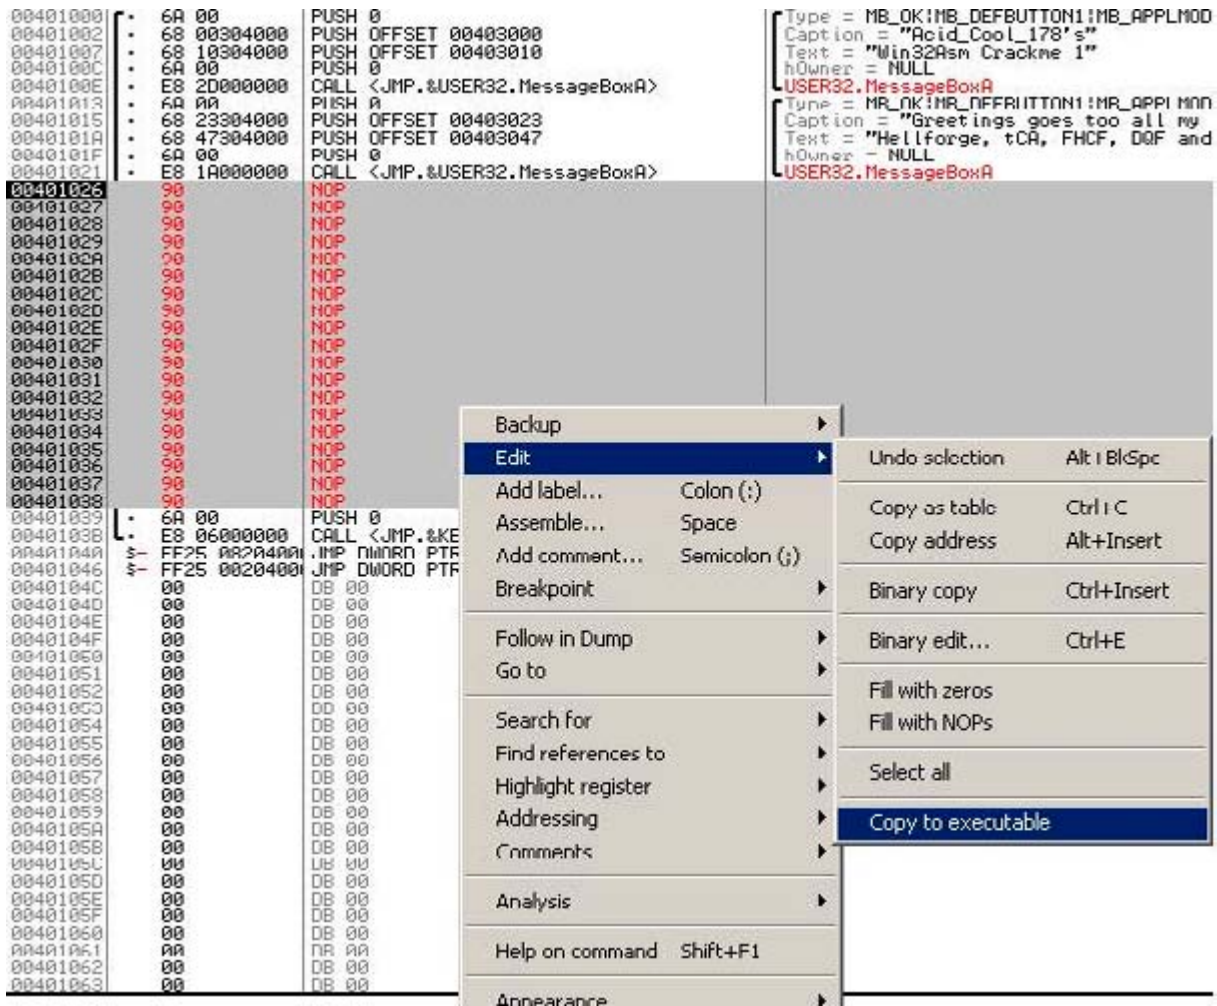 00401000 6A 00 PUSH 0 Type = MB_OK|MB_DEFBUTTON1|MB_APPLMOD
00401002 68 00304000 PUSH OFFSET 00403000 Caption = "Acid_Cool_178's"
00401007 68 10304000 PUSH OFFSET 00403010 Text = "Win32Asm Crackme 1"
0040100C 6A 00 PUSH 0 hOwner = NULL
0040100E E8 2D000000 CALL <JMP.&USER32.MessageBoxA> USER32.MessageBoxA
00401013 6A 00 PUSH 0 Type = MB_OK|MB_DEFBUTTON1|MB_APPLMOD
00401015 68 23304000 PUSH OFFSET 00403023 Caption = "Greetings goes too all my
0040101A 68 47304000 PUSH OFFSET 00403047 Text = "Hellforge, tCA, FHCF, DQF and
0040101F 6A 00 PUSH 0 hOwner = NULL
00401021 E8 1A000000 CALL <JMP.&USER32.MessageBoxA> USER32.MessageBoxA
00401026 90 NOP
00401027 90 NOP
00401028 90 NOP
00401029 90 NOP
0040102A 90 NOP
0040102B 90 NOP
0040102C 90 NOP
0040102D 90 NOP
0040102E 90 NOP
0040102F 90 NOP
00401030 90 NOP
00401031 90 NOP
00401032 90 NOP
00401033 90 NOP
00401034 90 NOP
00401035 90 NOP
00401036 90 NOP
00401037 90 NOP
00401038 90 NOP
00401039 6A 00 PUSH 0
0040103B E8 06000000 CALL <JMP.&KE
00401040 $- FF25 08204000 JMP DWORD PTR
00401046 $- FF25 00204000 JMP DWORD PTR
0040104C 00 DB 00
0040104D 00 DB 00
0040104E 00 DB 00
0040104F 00 DB 00
00401050 00 DB 00
00401051 00 DB 00
00401052 00 DB 00
00401053 00 DB 00
00401054 00 DB 00
00401055 00 DB 00
00401056 00 DB 00
00401057 00 DB 00
00401058 00 DB 00
00401059 00 DB 00
0040105A 00 DB 00
0040105B 00 DB 00
0040105C 00 DB 00
0040105D 00 DB 00
0040105E 00 DB 00
0040105F 00 DB 00
00401060 00 DB 00
00401061 00 DB 00
00401062 00 DB 00
00401063 00 DB 00
Backup
Edit
Add label... Colon (:)
Assemble... Space
Add comment... Semicolon (;)
Breakpoint
Follow in Dump
Go to
Search for
Find references to
Highlight register
Addressing
Comments
Analysis
Help on command Shift+F1
Appearance
Undo selection Alt+BkSpc
Copy as table Ctrl+C
Copy address Alt+Insert
Binary copy Ctrl+Insert
Binary edit... Ctrl+E
Fill with zeros
Fill with NOPs
Select all
Copy to executable